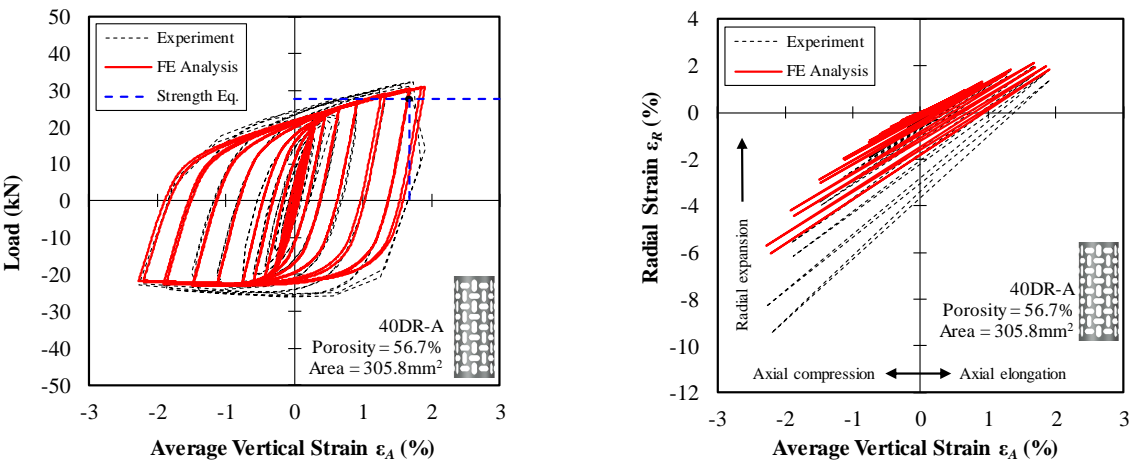 50
40
30
20
10
0
-10
-20
-30
-40
-50
Load (kN)
Experiment
FE Analysis
Strength Eq.
40DR-A
Porosity = 56.7%
Area = 305.8mm²
-3 -2 -1 0 1 2 3
Average Vertical Strain ε_A (%)
4
2
0
-2
-4
-6
-8
-10
-12
Radial Strain ε_R (%)
Experiment
FE Analysis
Radial expansion
40DR-A
Porosity = 56.7%
Area = 305.8mm²
Axial compression Axial elongation
-3 -2 -1 0 1 2 3
Average Vertical Strain ε_A (%)